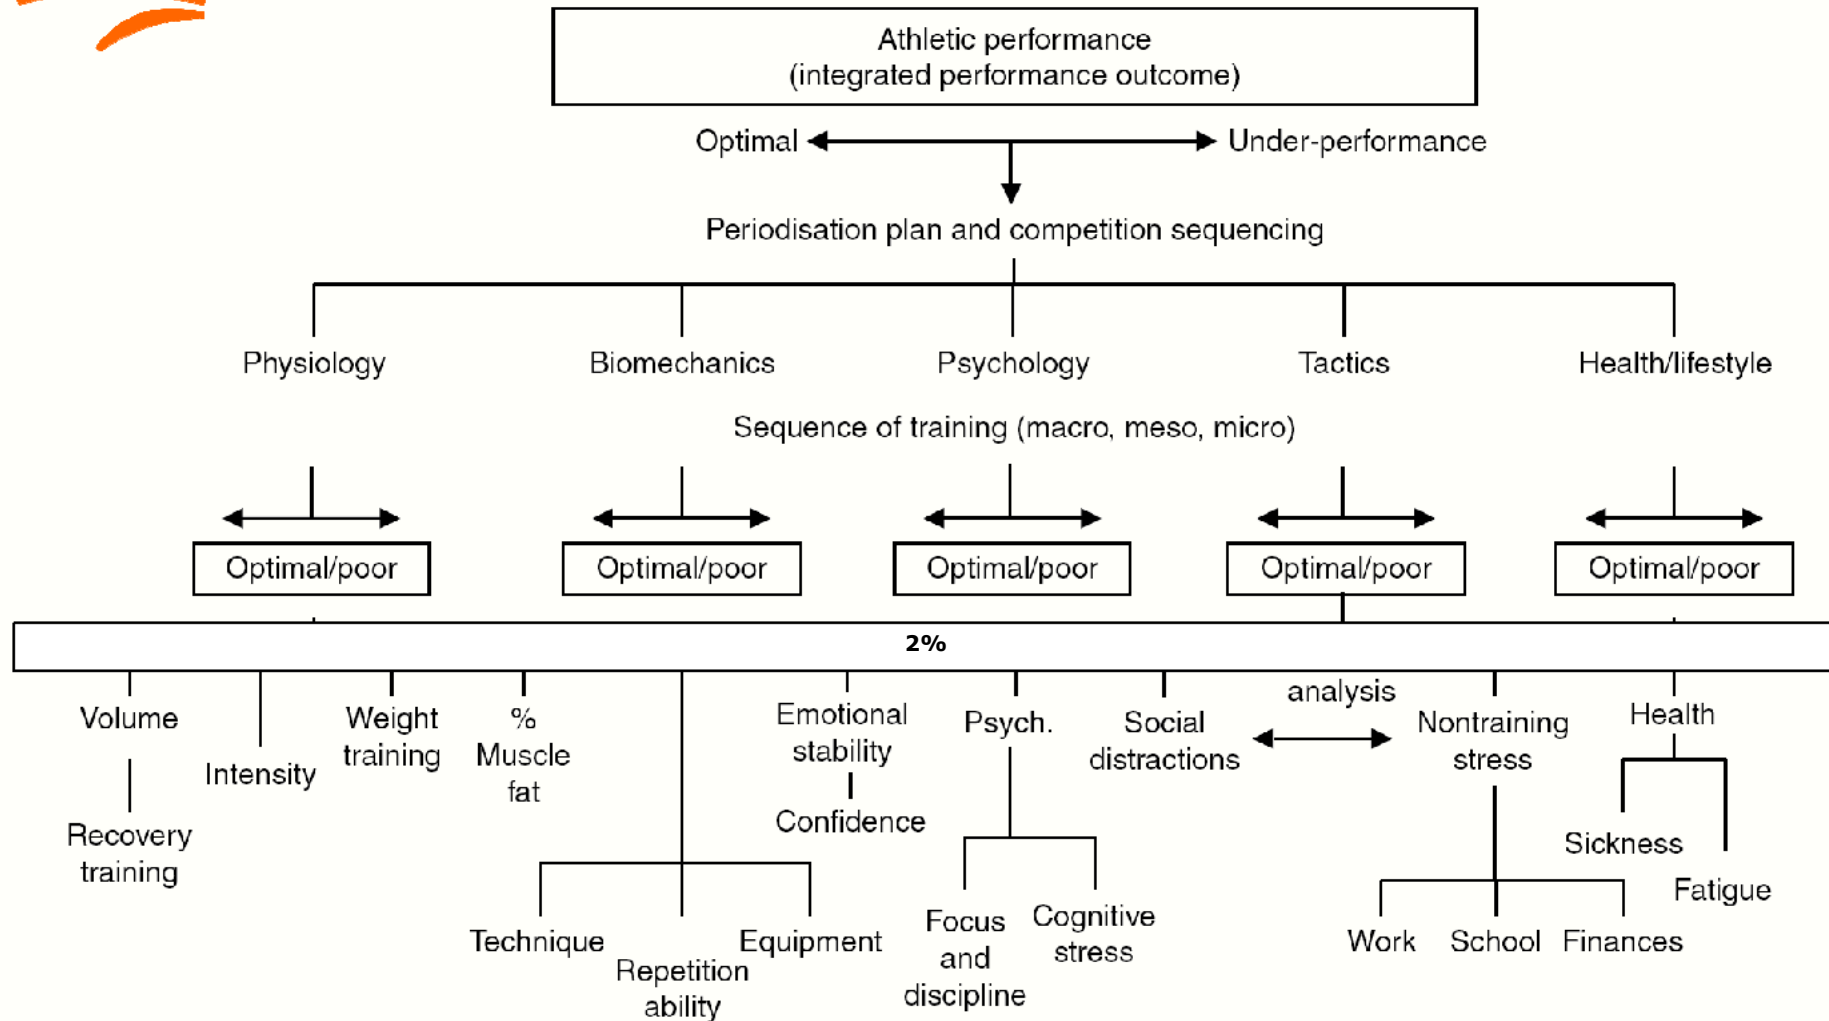 Athletic performance
(integrated performance outcome)
Optimal
Under-performance
Periodisation plan and competition sequencing
Physiology
Biomechanics
Psychology
Tactics
Health/lifestyle
Sequence of training (macro, meso, micro)
Optimal/poor
Optimal/poor
Optimal/poor
Optimal/poor
Optimal/poor
2%
Volume
Recovery
training
Intensity
Weight
training
%
Muscle
fat
Technique
Repetition
ability
Equipment
Emotional
stability
Confidence
Psych.
Focus
and
discipline
Cognitive
stress
Social
distractions
analysis
Nontraining
stress
Work
School
Finances
Health
Sickness
Fatigue